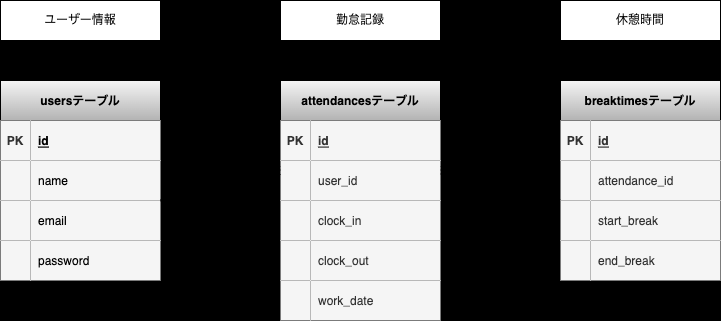 ユーザー情報
勤怠記録
休憩時間
usersテーブル
PK id
name
email
password
attendancesテーブル
PK id
user_id
clock_in
clock_out
work_date
breaktimesテーブル
PK id
attendance_id
start_break
end_break